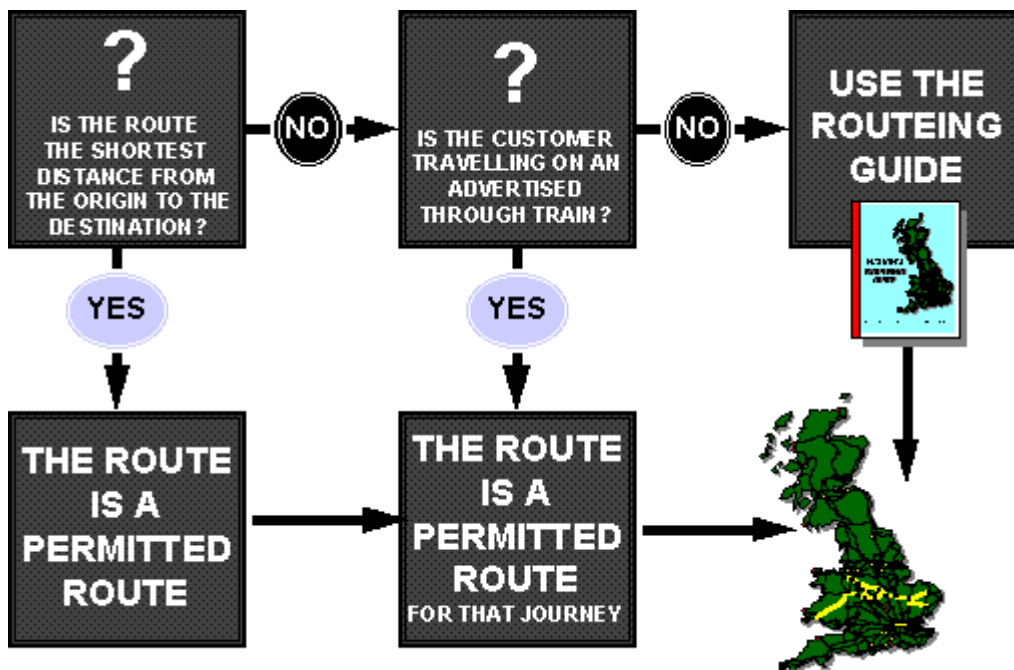 ?
IS THE ROUTE
THE SHORTEST
DISTANCE FROM
THE ORIGIN TO THE
DESTINATION?
NO
?
IS THE CUSTOMER
TRAVELLING ON AN
ADVERTISED
THROUGH TRAIN?
NO
USE THE
ROUTEING
GUIDE
YES
YES
THE ROUTE
IS A
PERMITTED
ROUTE
THE ROUTE
IS A
PERMITTED
ROUTE
FOR THAT JOURNEY